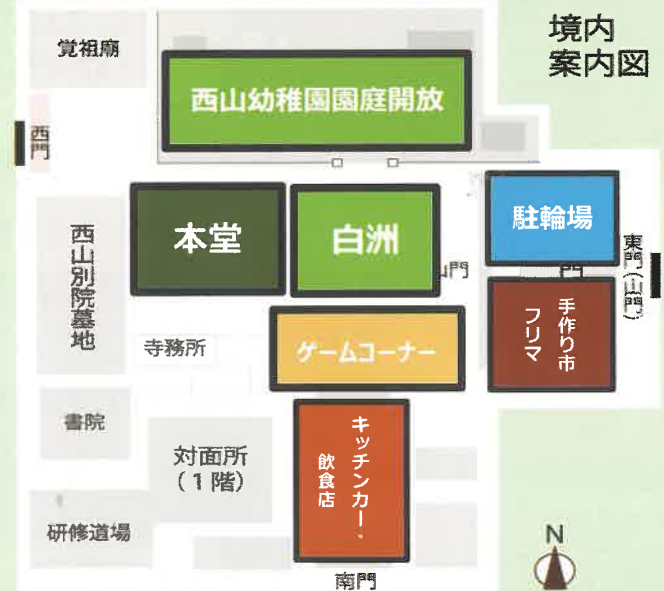 境内
案内図
覚祖廟
西山幼稚園園庭開放
西門
本堂
白洲
駐輪場
東門(山門)
西山別院墓地
山門
門
手作り市
フリマ
寺務所
ゲームコーナー
書院
対面所
(1階)
キッチンカー・
飲食店
研修道場
南門
N